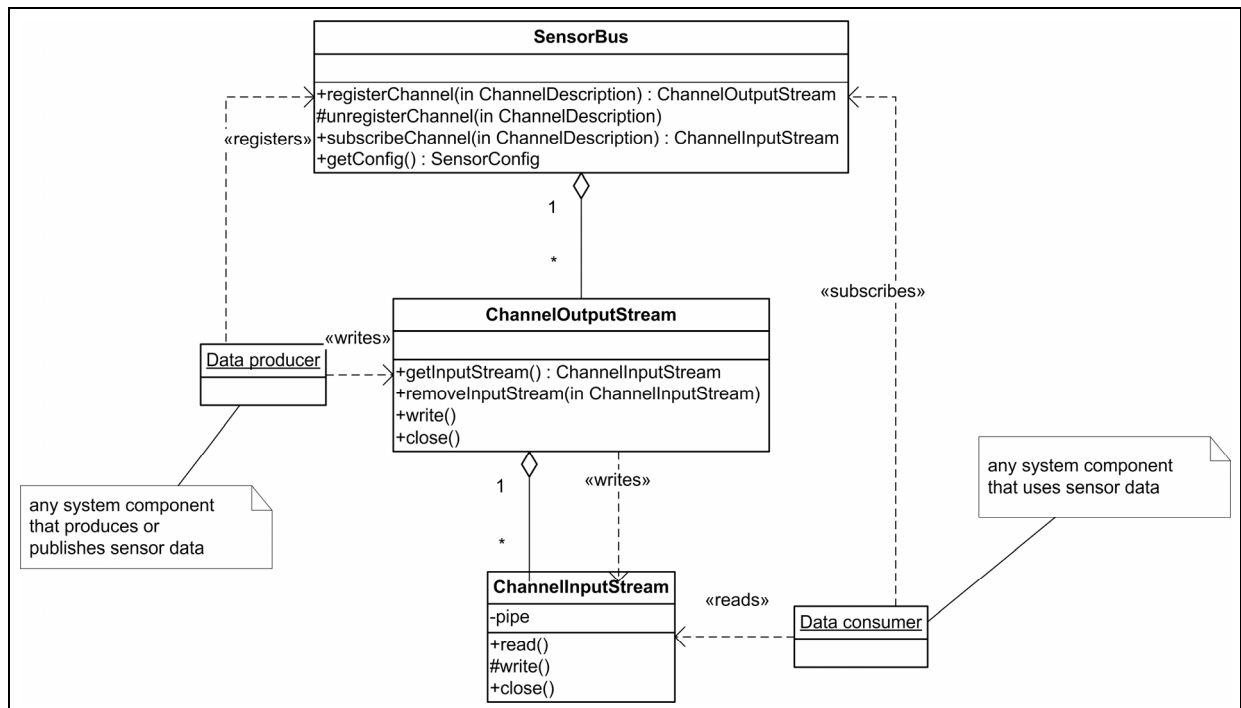 SensorBus
+registerChannel(in ChannelDescription) : ChannelOutputStream
#unregisterChannel(in ChannelDescription)
+subscribeChannel(in ChannelDescription) : ChannelInputStream
+getConfig() : SensorConfig
«registers»
1
*
«subscribes»
ChannelOutputStream
+getInputStream() : ChannelInputStream
+removeInputStream(in ChannelInputStream)
+write()
+close()
«writes»
Data producer
any system component
that produces or
publishes sensor data
1
*
«writes»
any system component
that uses sensor data
ChannelInputStream
-pipe
+read()
#write()
+close()
«reads»
Data consumer